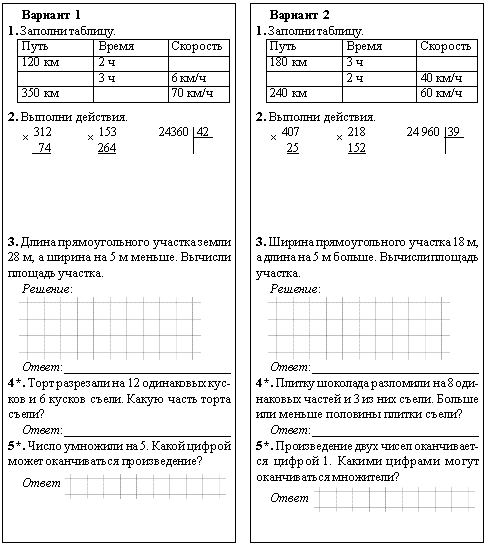 Вариант 1
1. Заполни таблицу.
Путь Время Скорость
120 км 2 ч
3 ч 6 км/ч
350 км 70 км/ч
2. Выполни действия.
× 312 × 153 24360 42
74 264
3. Длина прямоугольного участка земли
28 м, а ширина на 5 м меньше. Вычисли
площадь участка.
Решение:
Ответ:
4*. Торт разрезали на 12 одинаковых кус-
ков и 6 кусков съели. Какую часть торта
съели?
Ответ:
5*. Число умножили на 5. Какой цифрой
может оканчиваться произведение?
Ответ
Вариант 2
1. Заполни таблицу.
Путь Время Скорость
180 км 3 ч
2 ч 40 км/ч
240 км 60 км/ч
2. Выполни действия.
× 407 × 218 24 960 39
25 152
3. Ширина прямоугольного участка 18 м,
а длина на 5 м больше. Вычисли площадь
участка.
Решение:
Ответ:
4*. Плитку шоколада разломили на 8 оди-
наковых частей и 3 из них съели. Больше
или меньше половины плитки съели?
Ответ:
5*. Произведение двух чисел оканчивает-
ся цифрой 1. Какими цифрами могут
оканчиваться множители?
Ответ